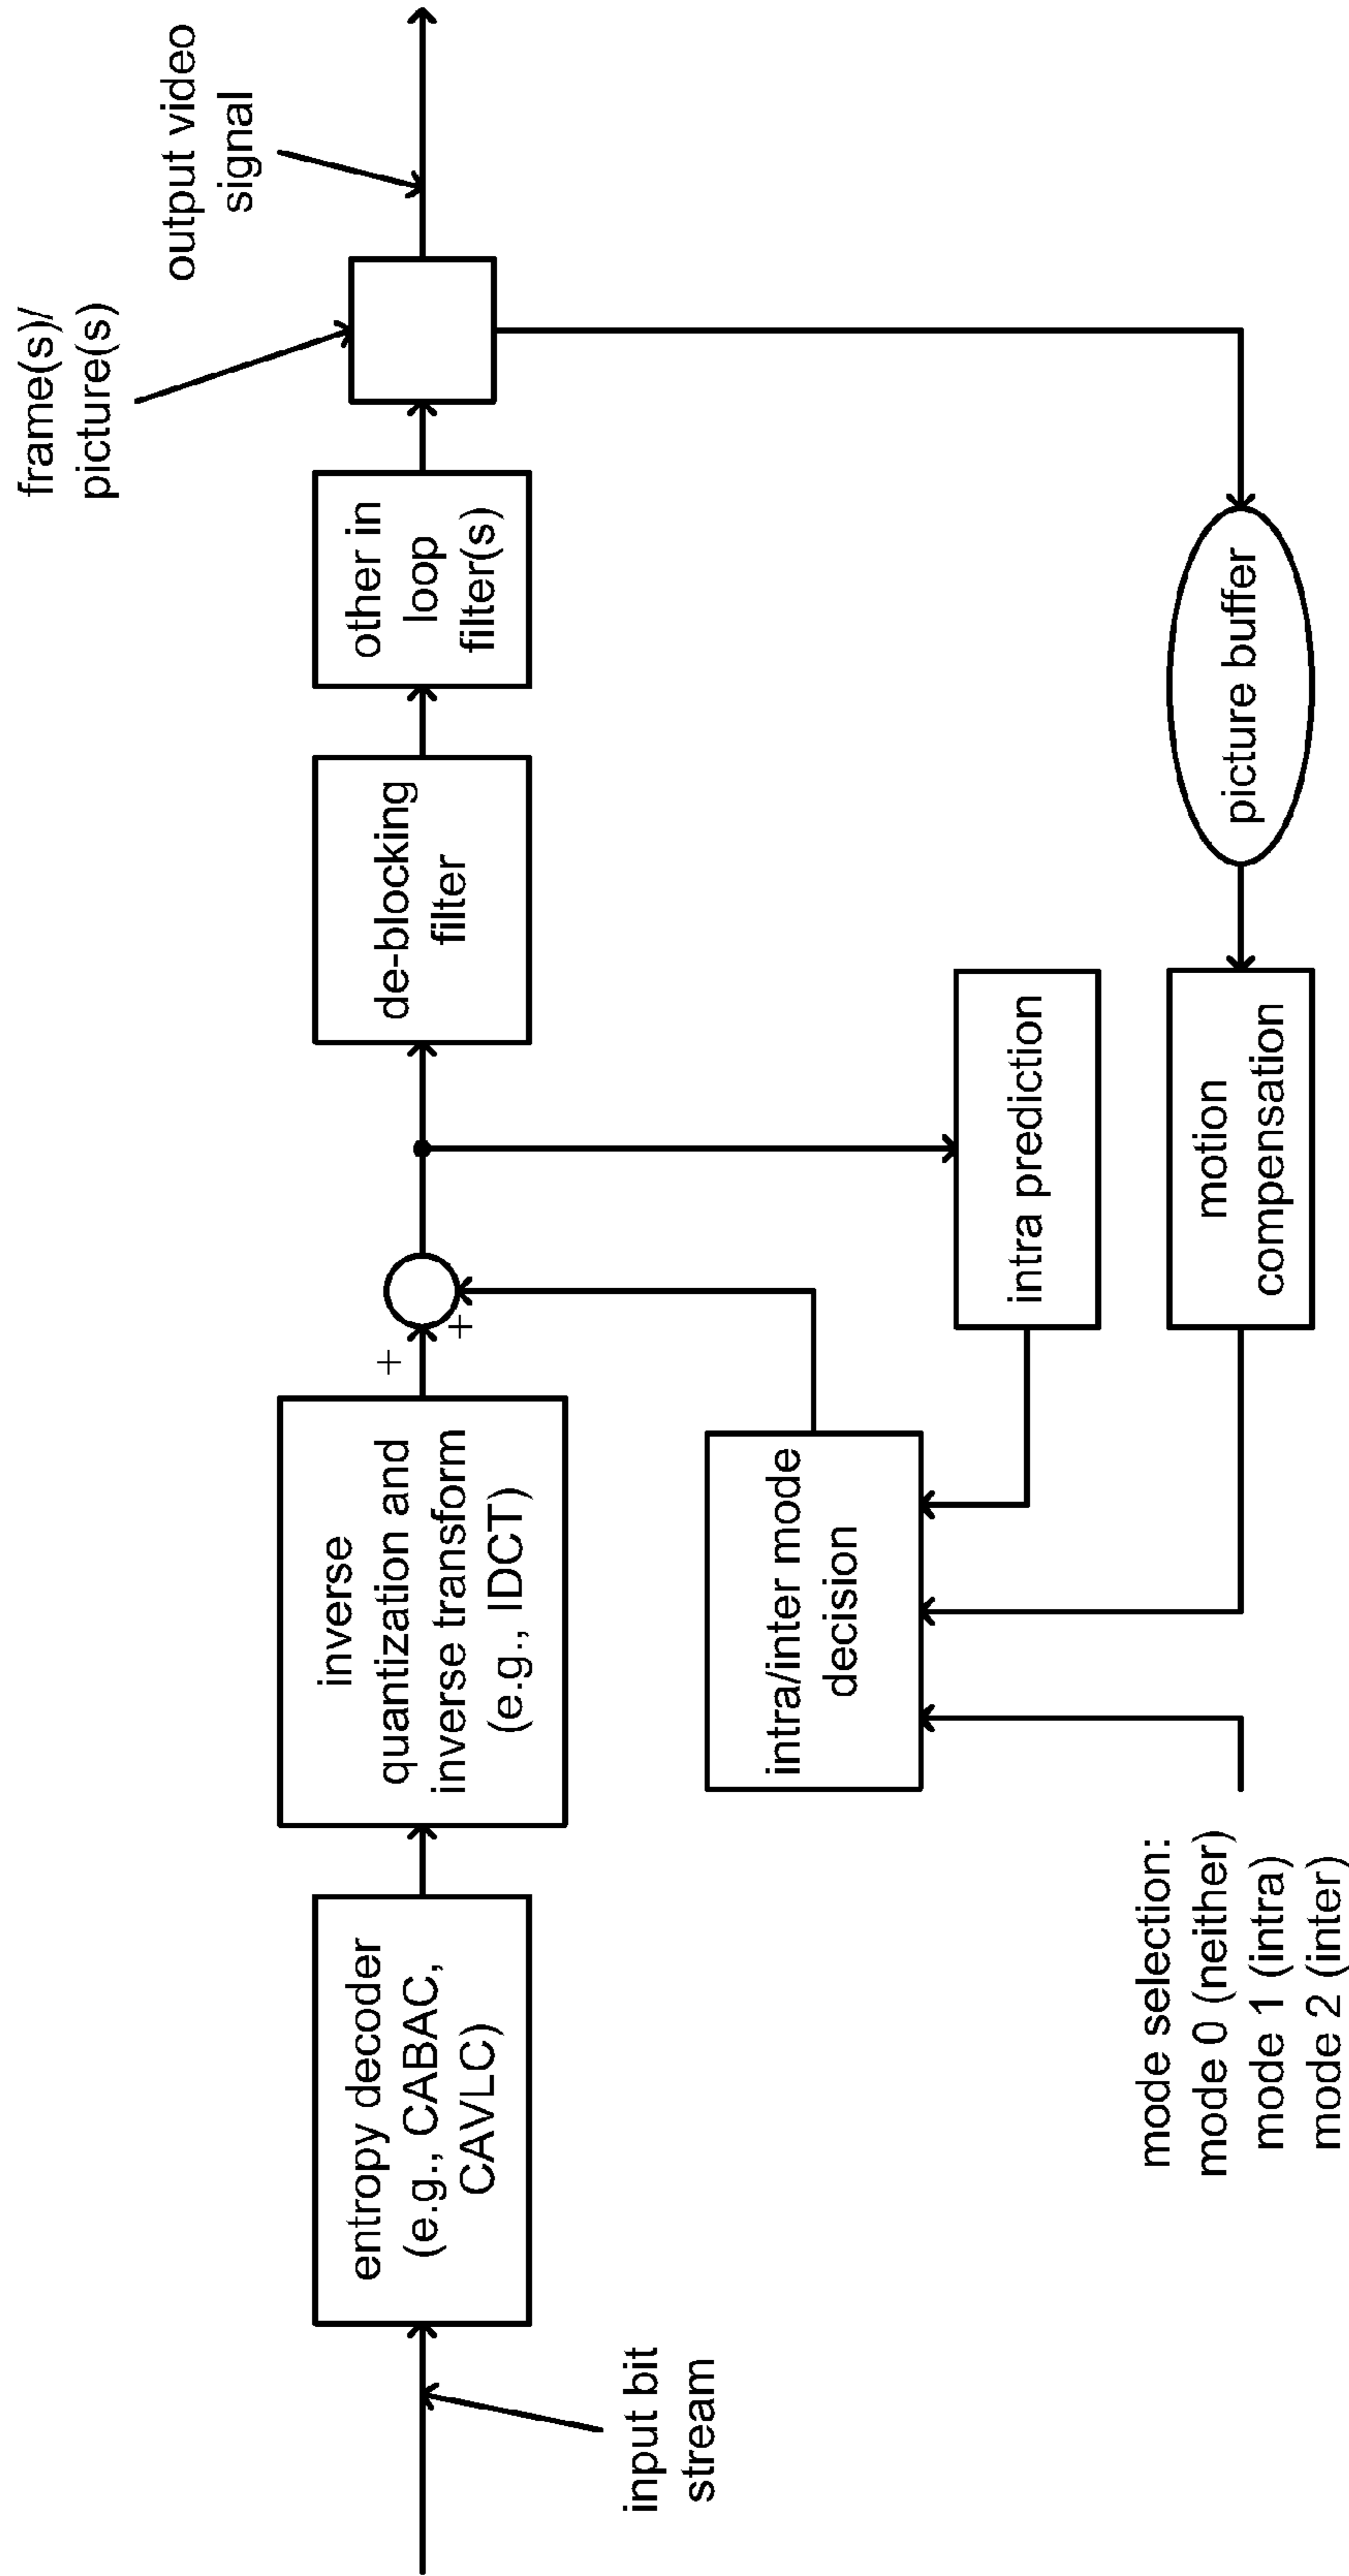 input bit
stream
entropy decoder
(e.g., CABAC,
CAVLC)
inverse
quantization and
inverse transform
(e.g., IDCT)
+
+
de-blocking
filter
other in
loop
filter(s)
frame(s)/
picture(s)
output video
signal
intra/inter mode
decision
intra prediction
mode selection:
mode 0 (neither)
mode 1 (intra)
mode 2 (inter)
motion
compensation
picture buffer